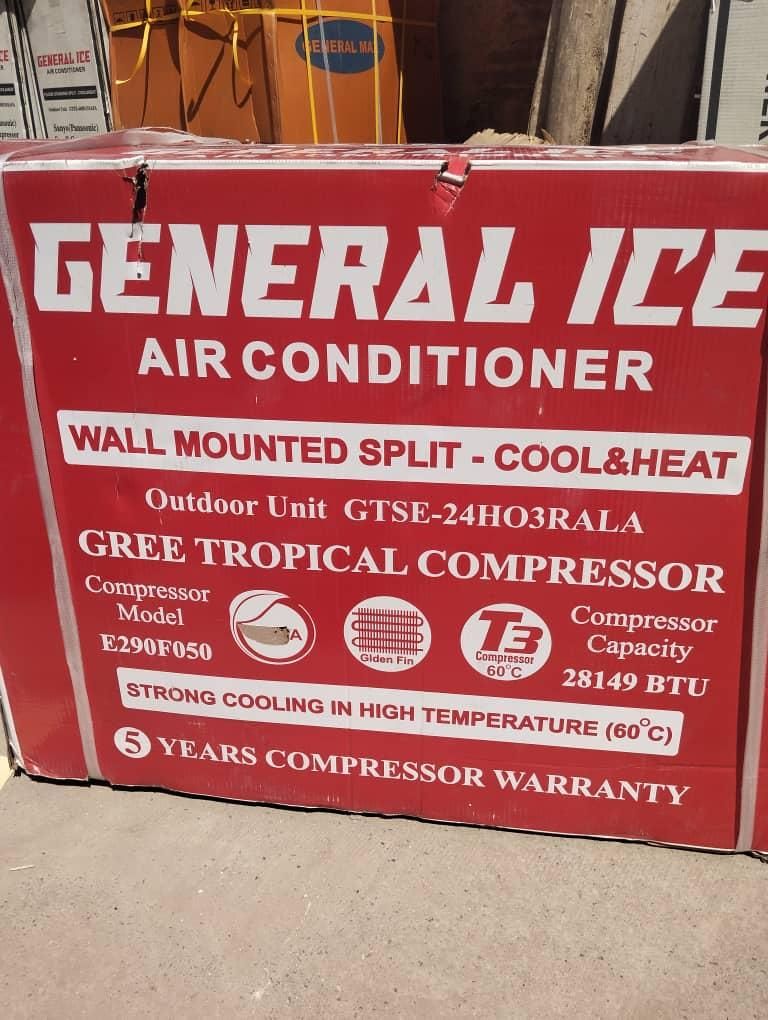 GENERAL ICE
AIR CONDITIONER
GENERAL MA
GENERAL ICE
AIR CONDITIONER
WALL MOUNTED SPLIT - COOL&HEAT
Outdoor Unit GTSE-24HO3RALA
GREE TROPICAL COMPRESSOR
Compressor
Model
E290F050
A
Glden Fin
T3
Compressor
60°C
Compressor
Capacity
28149 BTU
STRONG COOLING IN HIGH TEMPERATURE (60°C)
5 YEARS COMPRESSOR WARRANTY